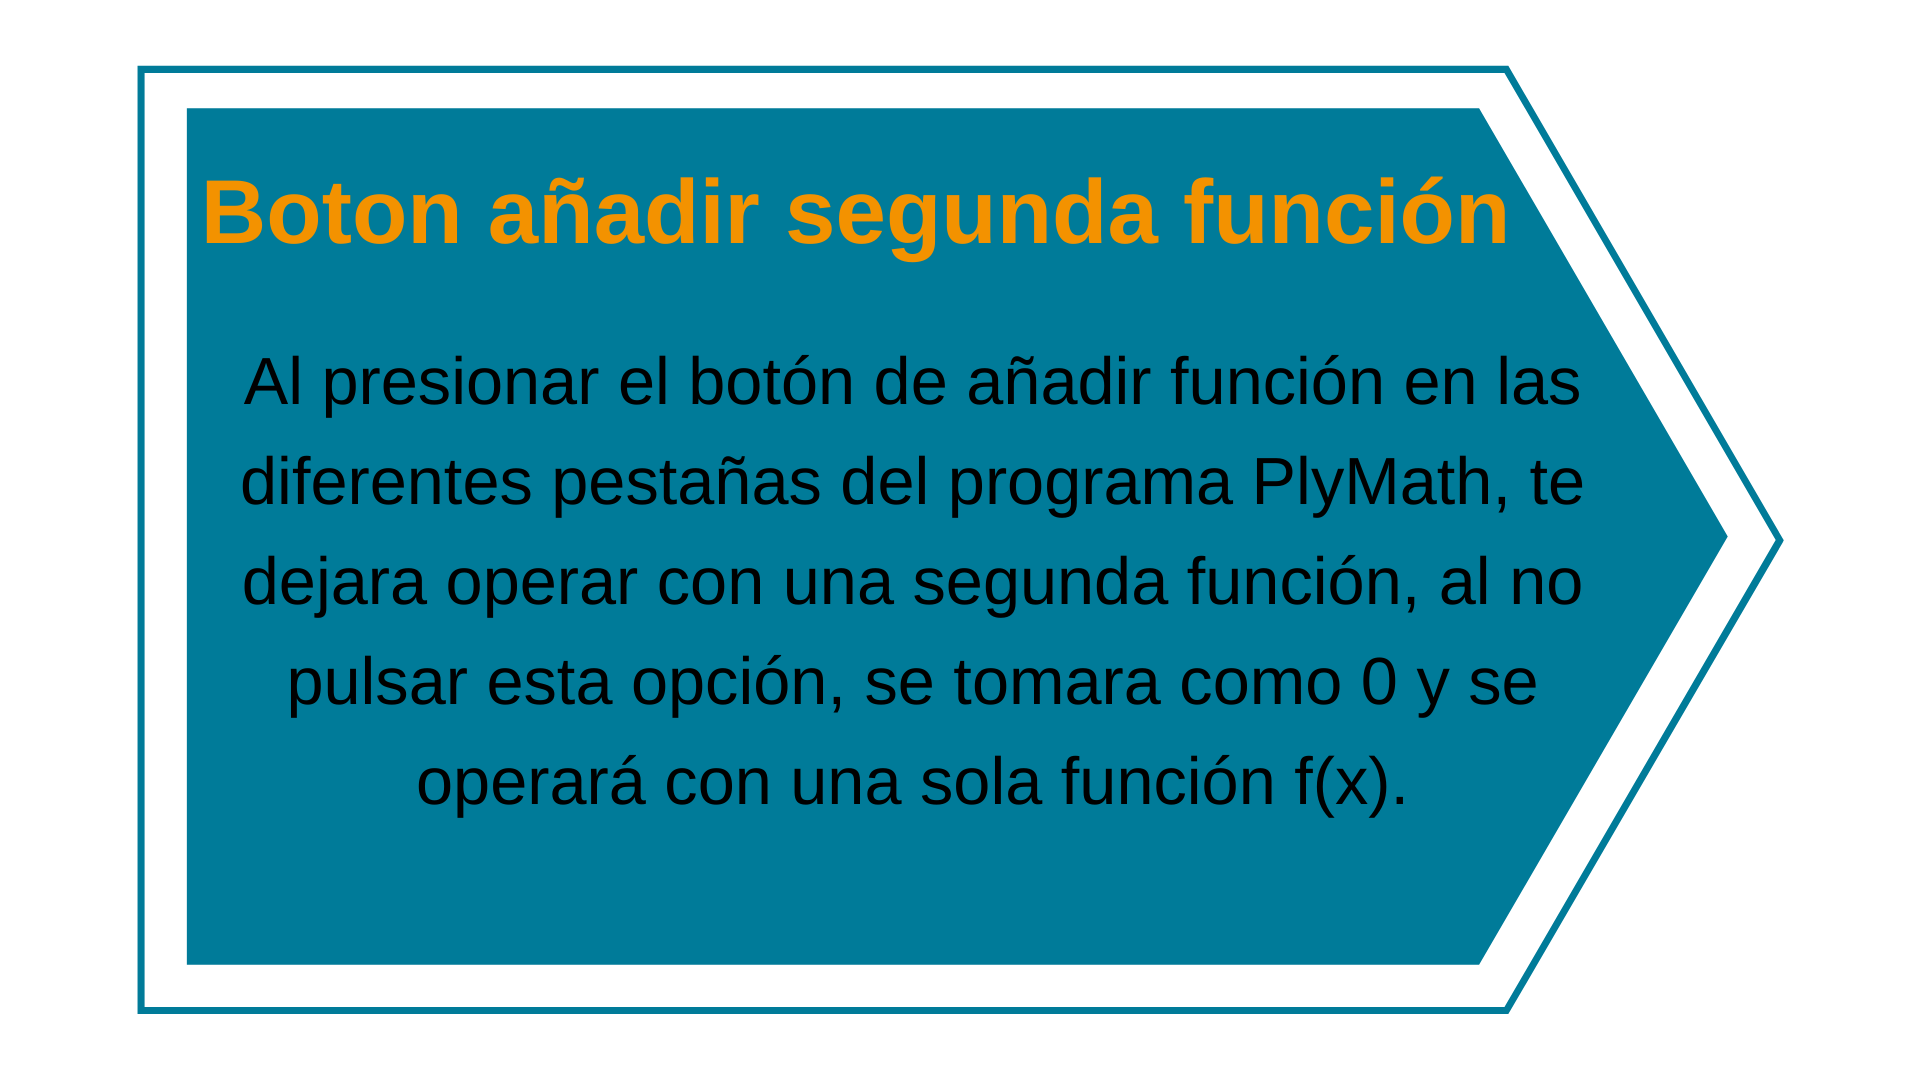 Boton añadir segunda función
Al presionar el botón de añadir función en las
diferentes pestañas del programa PlyMath, te
dejara operar con una segunda función, al no
pulsar esta opción, se tomara como 0 y se
operará con una sola función f(x).